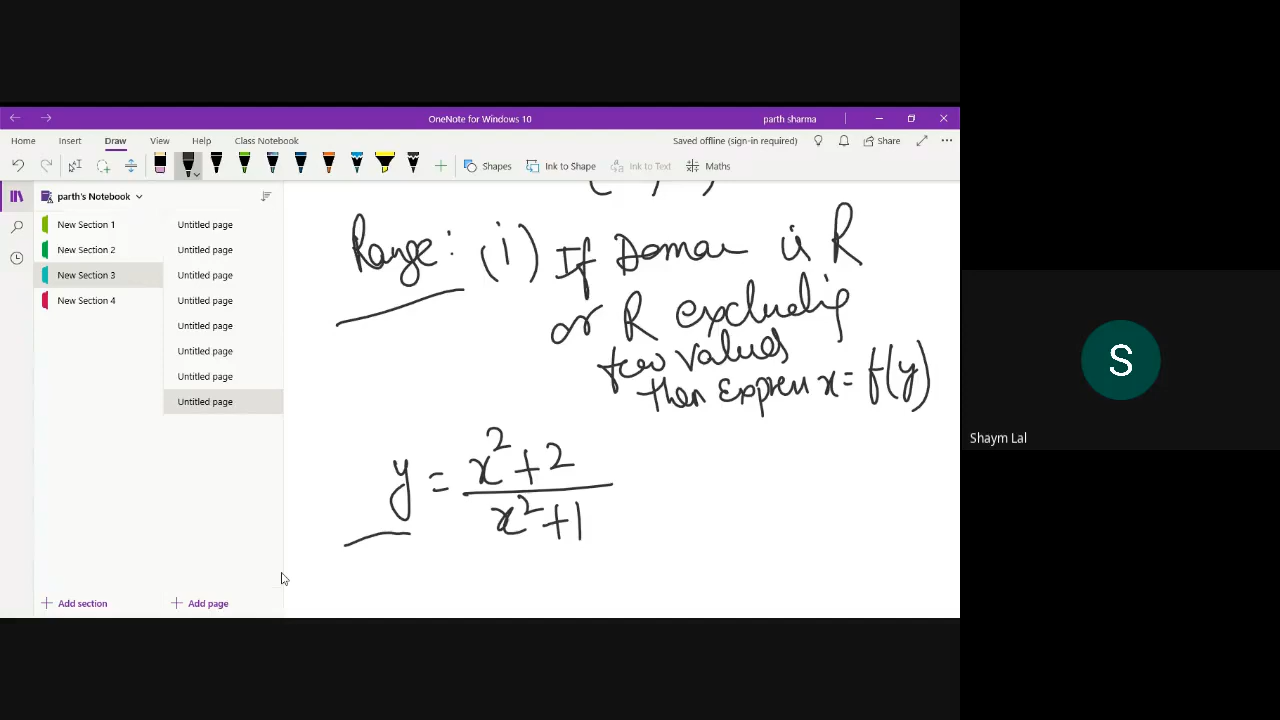 OneNote for Windows 10
parth sharma
Home Insert Draw View Help Class Notebook
Saved offline (sign-in required) Share
Shapes Ink to Shape Ink to Text Maths
parth's Notebook
New Section 1
New Section 2
New Section 3
New Section 4
Untitled page
Untitled page
Untitled page
Untitled page
Untitled page
Untitled page
Untitled page
Untitled page
Add section
Add page
Range: (i) If Domain is R
or R excluding
few values
then express x = f(y)
y = x²+2
x²+1
S
Shaym Lal